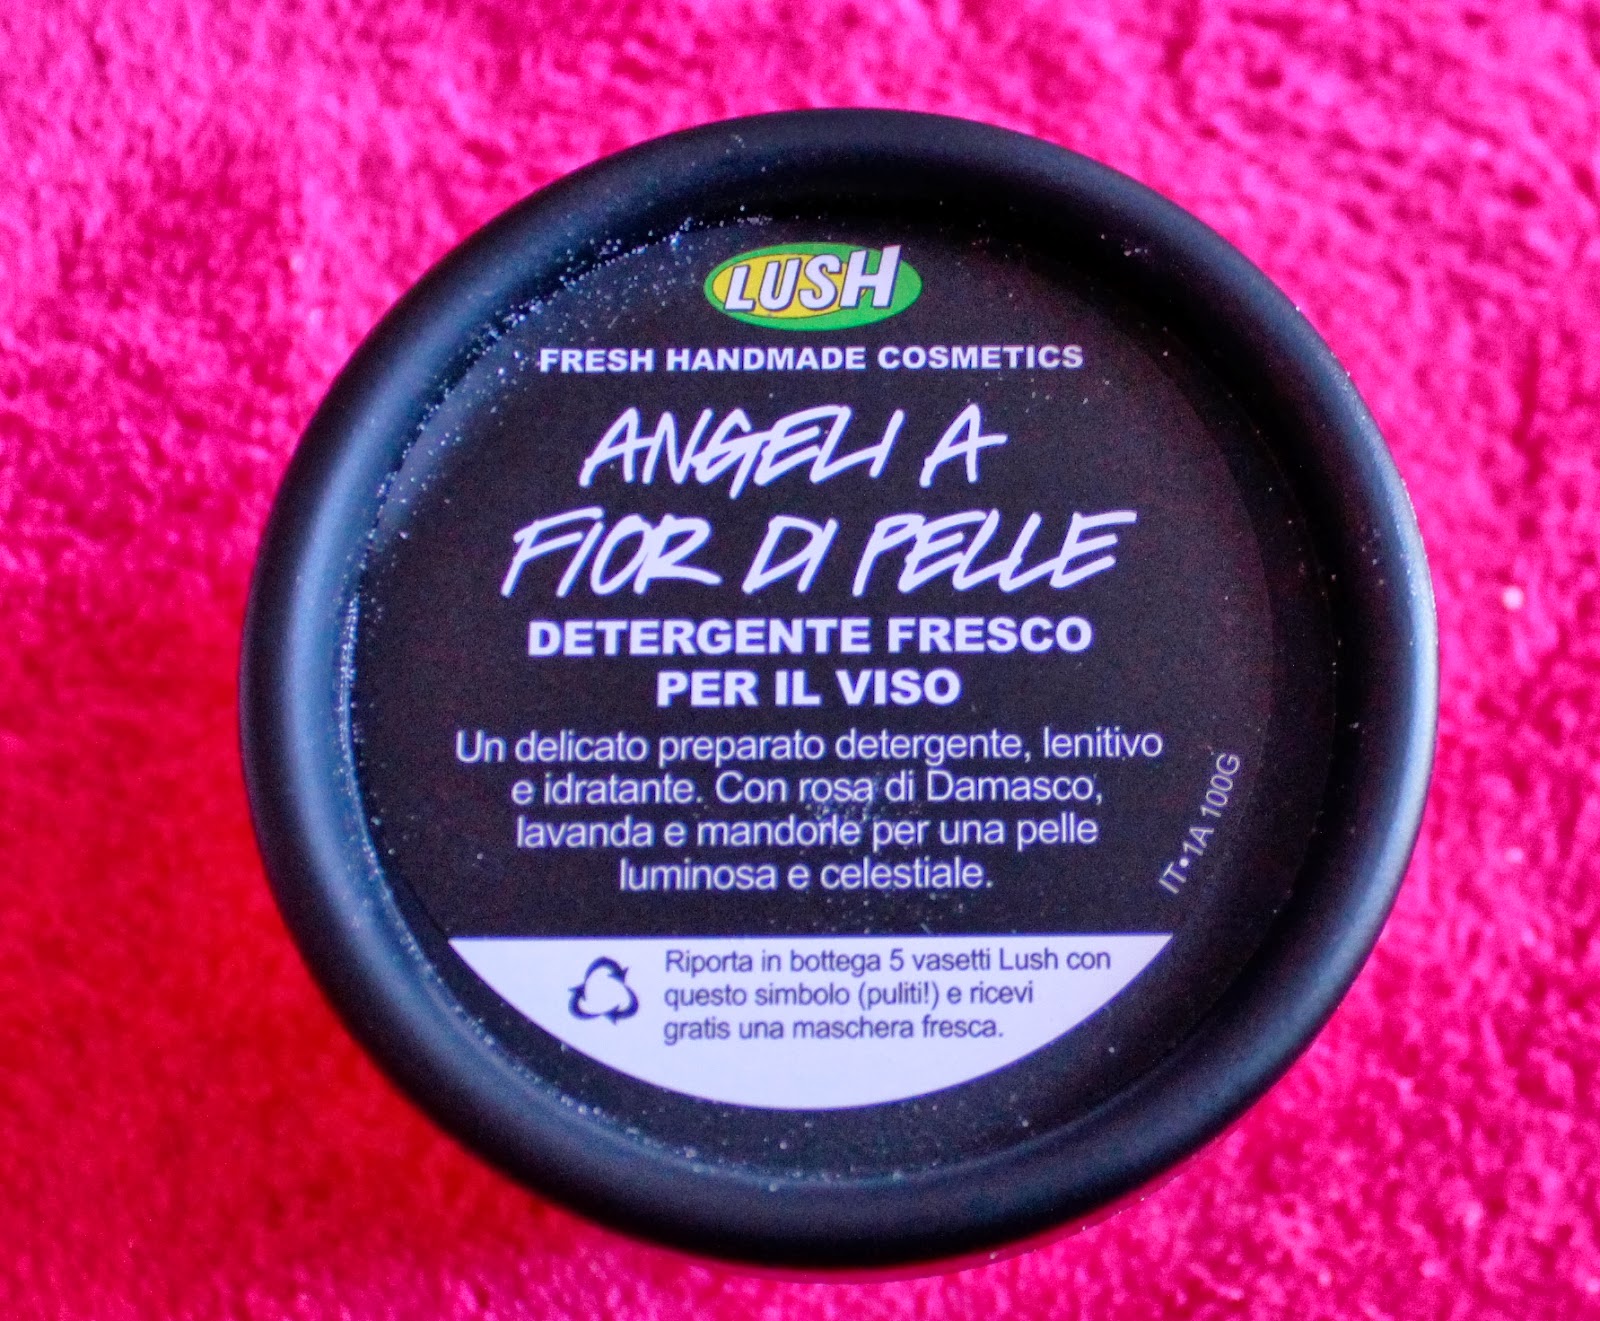 LUSH
FRESH HANDMADE COSMETICS
ANGELI A
FIOR DI PELLE
DETERGENTE FRESCO
PER IL VISO
Un delicato preparato detergente, lenitivo
e idratante. Con rosa di Damasco,
lavanda e mandorle per una pelle
luminosa e celestiale.
IT•1A 100G
Riporta in bottega 5 vasetti Lush con
questo simbolo (puliti!) e ricevi
gratis una maschera fresca.